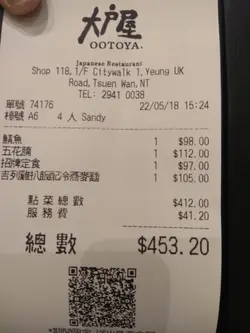 大戸屋
OOTOYA.
Japanese Restaurant
Shop 118,1/F Citywalk 1,Yeung UK
Road,Tsuen Wan,NT
TEL: 2941 0038
單號 74176 22/05/18 15:24
檯號 A6 4 人 Sandy
鯖魚 1 $98.00
五花腩 1 $112.00
招牌定食 1 $97.00
吉列 1 $105.00
點菜總數 $412.00
服務費 $41.20
總數 $453.20